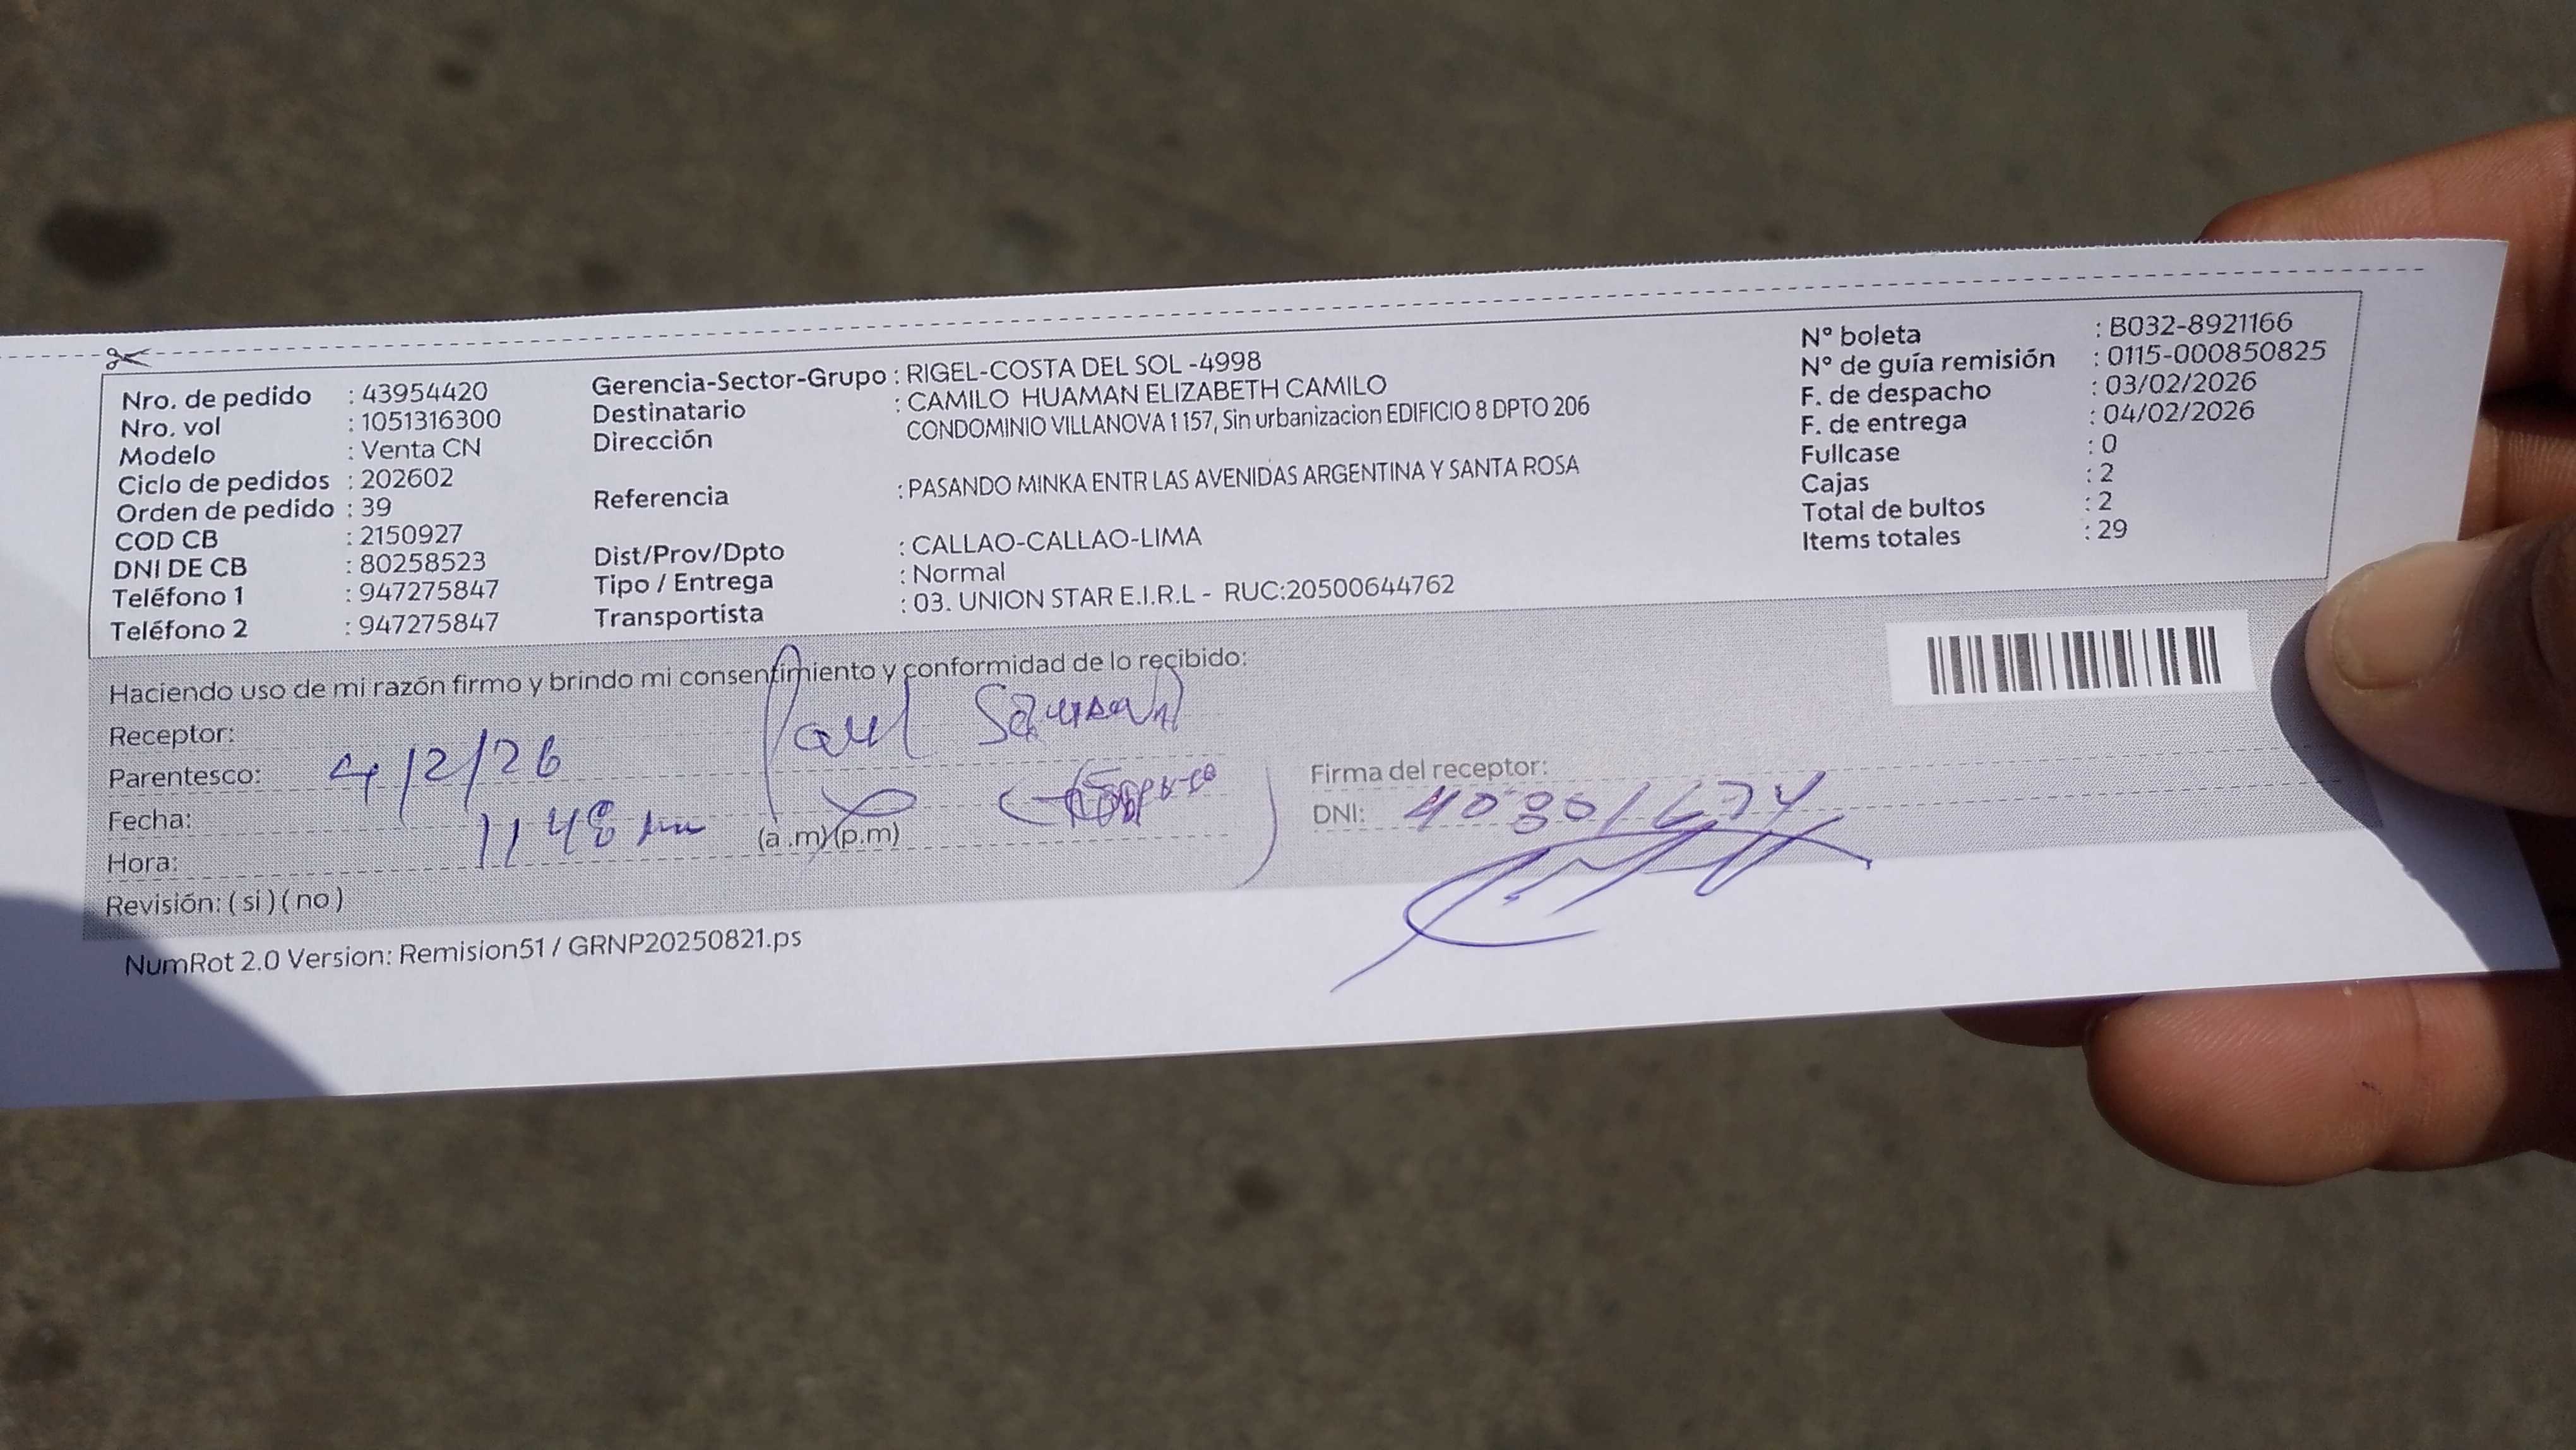 Nro. de pedido : 43954420
Nro. vol : 1051316300
Modelo : Venta CN
Ciclo de pedidos : 202602
Orden de pedido : 39
COD CB : 2150927
DNI DE CB : 80258523
Teléfono 1 : 947275847
Teléfono 2 : 947275847
Gerencia-Sector-Grupo : RIGEL-COSTA DEL SOL -4998
Destinatario : CAMILO HUAMAN ELIZABETH CAMILO
Dirección CONDOMINIO VILLANOVA 1 157, Sin urbanizacion EDIFICIO 8 DPTO 206
Referencia : PASANDO MINKA ENTR LAS AVENIDAS ARGENTINA Y SANTA ROSA
Dist/Prov/Dpto : CALLAO-CALLAO-LIMA
Tipo / Entrega : Normal
Transportista : 03. UNION STAR E.I.R.L - RUC:20500644762
N° boleta : B032-8921166
N° de guía remisión : 0115-000850825
F. de despacho : 03/02/2026
F. de entrega : 04/02/2026
Fullcase : 0
Cajas : 2
Total de bultos : 2
Items totales : 29
Haciendo uso de mi razón firmo y brindo mi consentimiento y conformidad de lo recibido:
Receptor:
Parentesco:
Fecha: 4/2/26
Hora: 11 48 (a .m) (p.m)
Revisión: ( si ) ( no )
Firma del receptor:
DNI:
NumRot 2.0 Version: Remision51 / GRNP20250821.ps